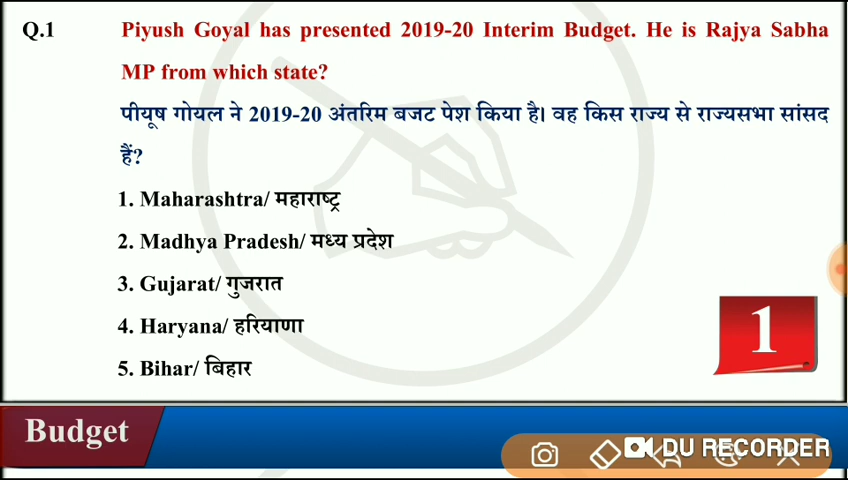 Q.1 Piyush Goyal has presented 2019-20 Interim Budget. He is Rajya Sabha
MP from which state?
पीयूष गोयल ने 2019-20 अंतरिम बजट पेश किया है। वह किस राज्य से राज्यसभा सांसद
हैं?
1. Maharashtra/ महाराष्ट्र
2. Madhya Pradesh/ मध्य प्रदेश
3. Gujarat/ गुजरात
4. Haryana/ हरियाणा
5. Bihar/ बिहार
1
Budget
DU RECORDER